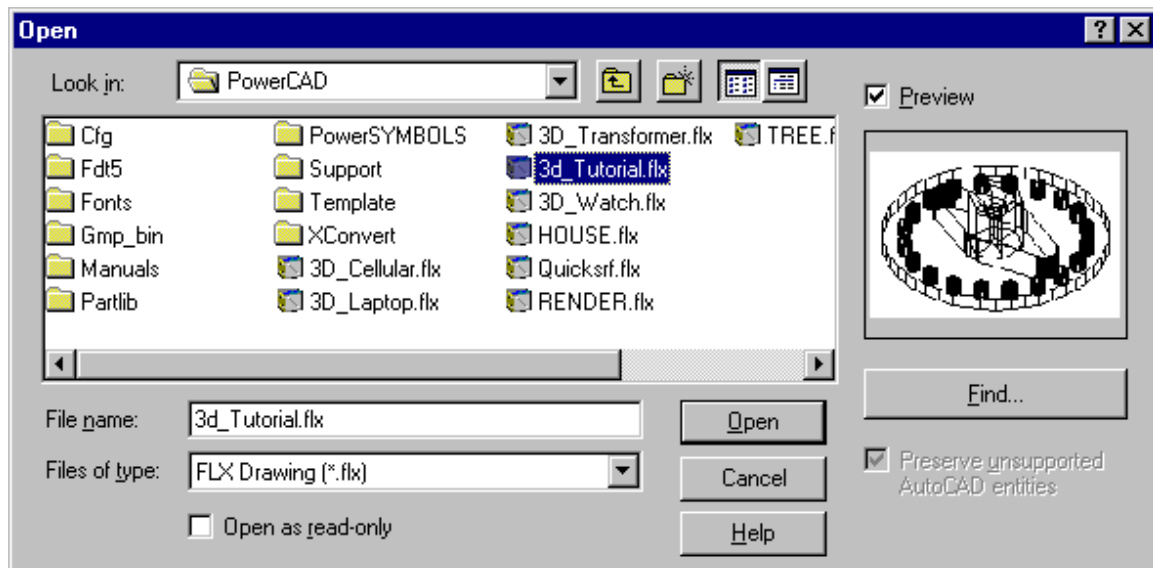 Open
Look in: PowerCAD
Preview
Cfg PowerSYMBOLS 3D_Transformer.flx TREE.f
Fdt5 Support 3d_Tutorial.flx
Fonts Template 3D_Watch.flx
Gmp_bin XConvert HOUSE.flx
Manuals 3D_Cellular.flx Quicksrf.flx
Partlib 3D_Laptop.flx RENDER.flx
Find...
File name: 3d_Tutorial.flx Open
Files of type: FLX Drawing (*.flx) Cancel
Preserve unsupported
AutoCAD entities
Open as read-only Help